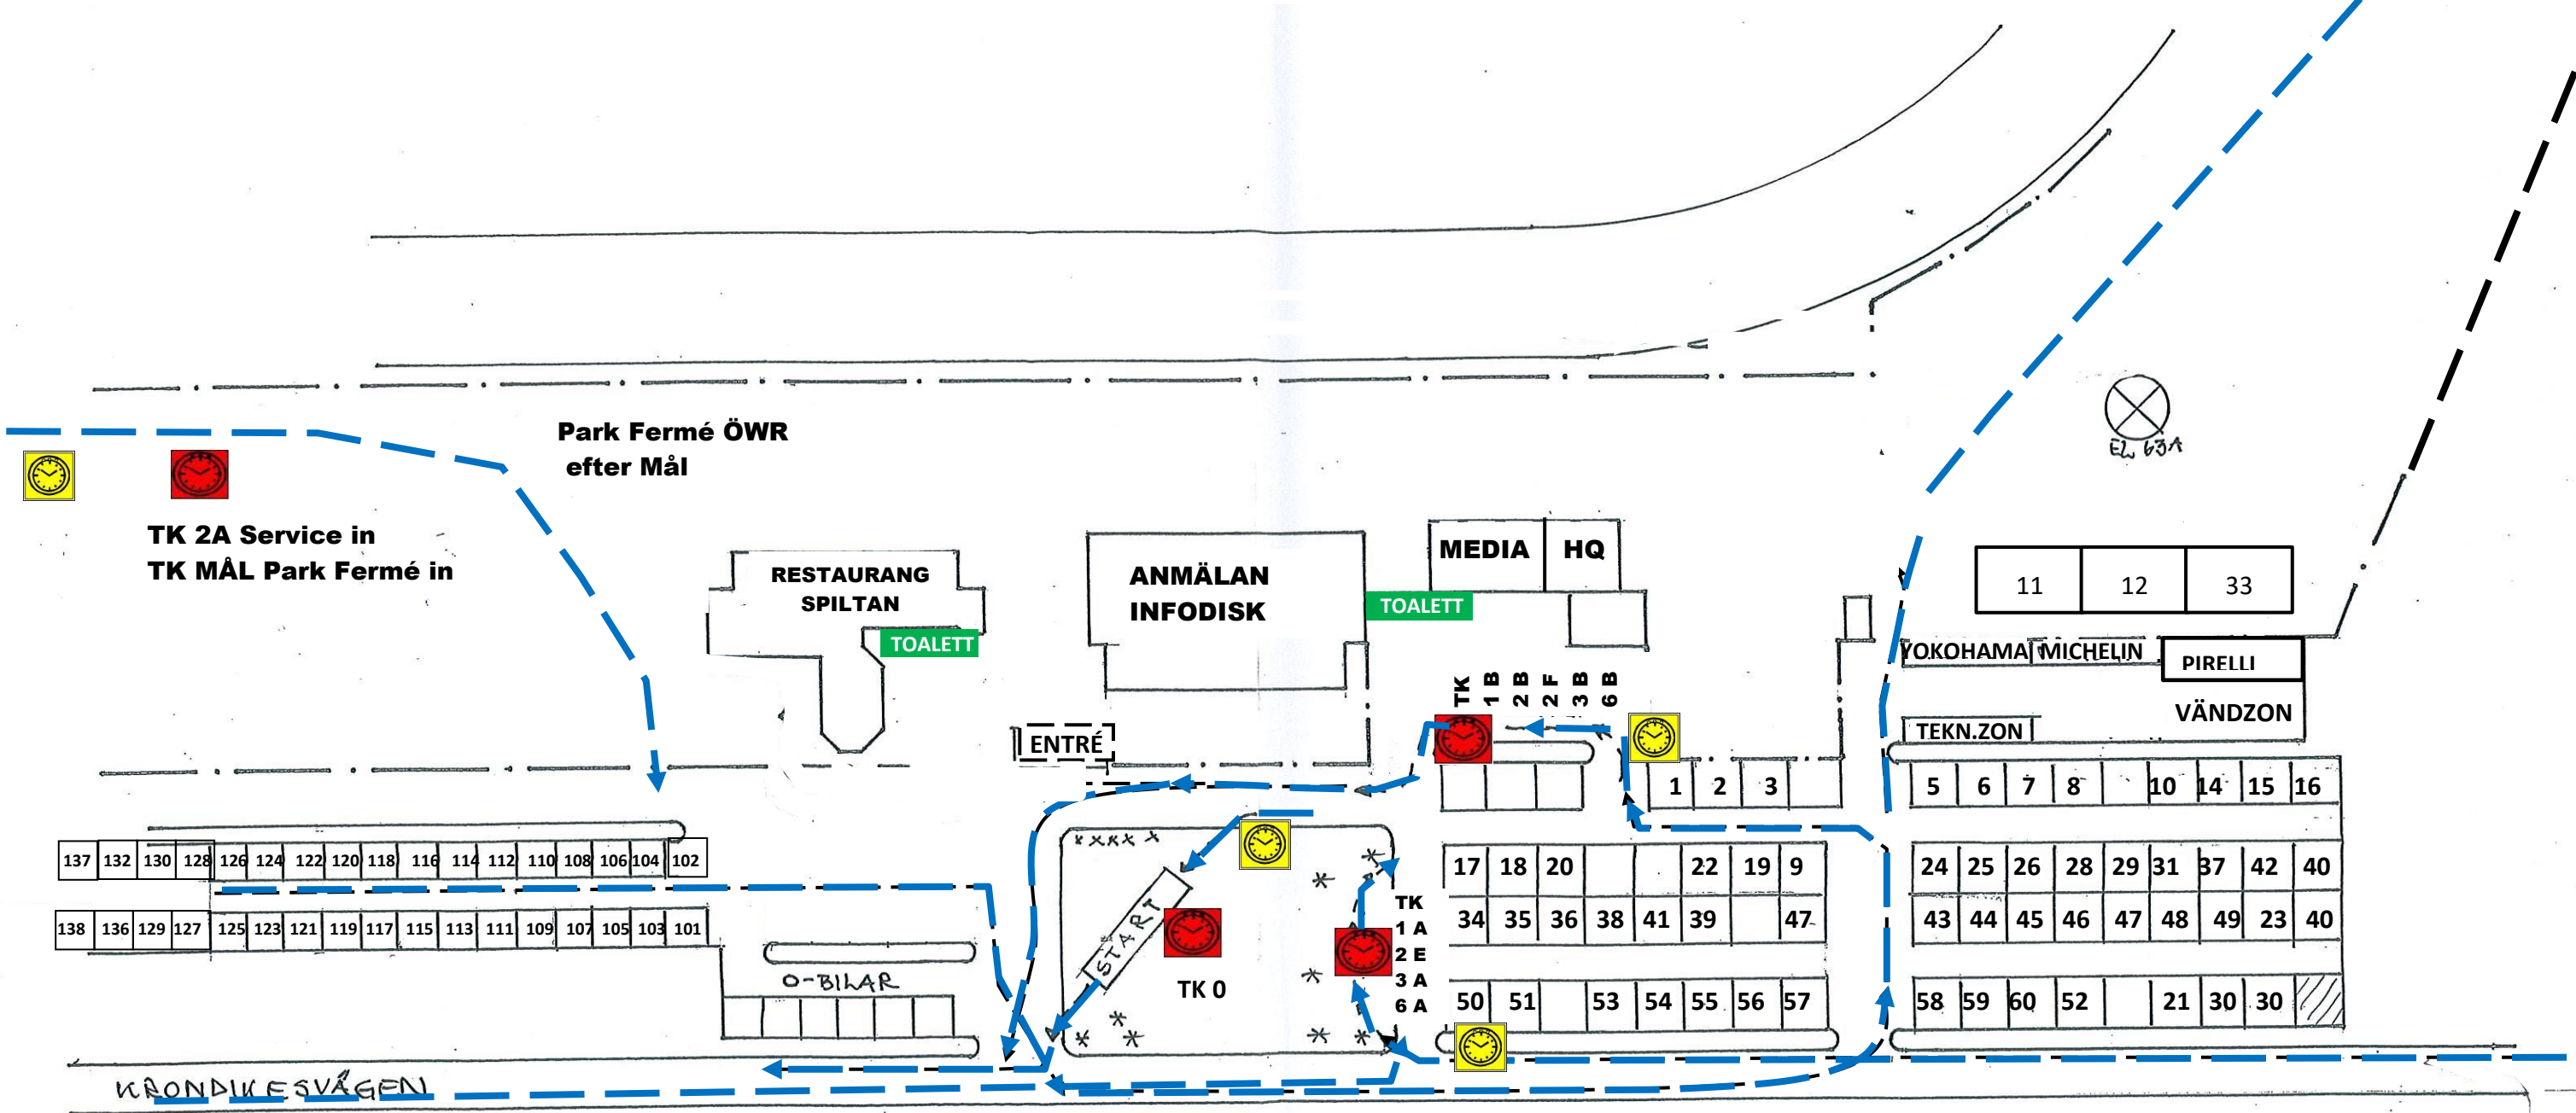 Park Fermé ÖWR
efter Mål
TK 2A Service in
TK MÅL Park Fermé in
EL 63A
RESTAURANG
SPILTAN
TOALETT
ANMÄLAN
INFODISK
TOALETT
MEDIA
HQ
11 12 33
YOKOHAMA MICHELIN PIRELLI
VÄNDZON
TEKN.ZON
TK
1 B
2 B
2 F
3 B
6 B
ENTRÉ
1 2 3
5 6 7 8 10 14 15 16
137 132 130 128 126 124 122 120 118 116 114 112 110 108 106 104 102
17 18 20 22 19 9
24 25 26 28 29 31 37 42 40
138 136 129 127 125 123 121 119 117 115 113 111 109 107 105 103 101
34 35 36 38 41 39 47
43 44 45 46 47 48 49 23 40
START
TK 0
TK
1 A
2 E
3 A
6 A
O-BILAR
50 51 53 54 55 56 57
58 59 60 52 21 30 30
KRONDIKESVÄGEN